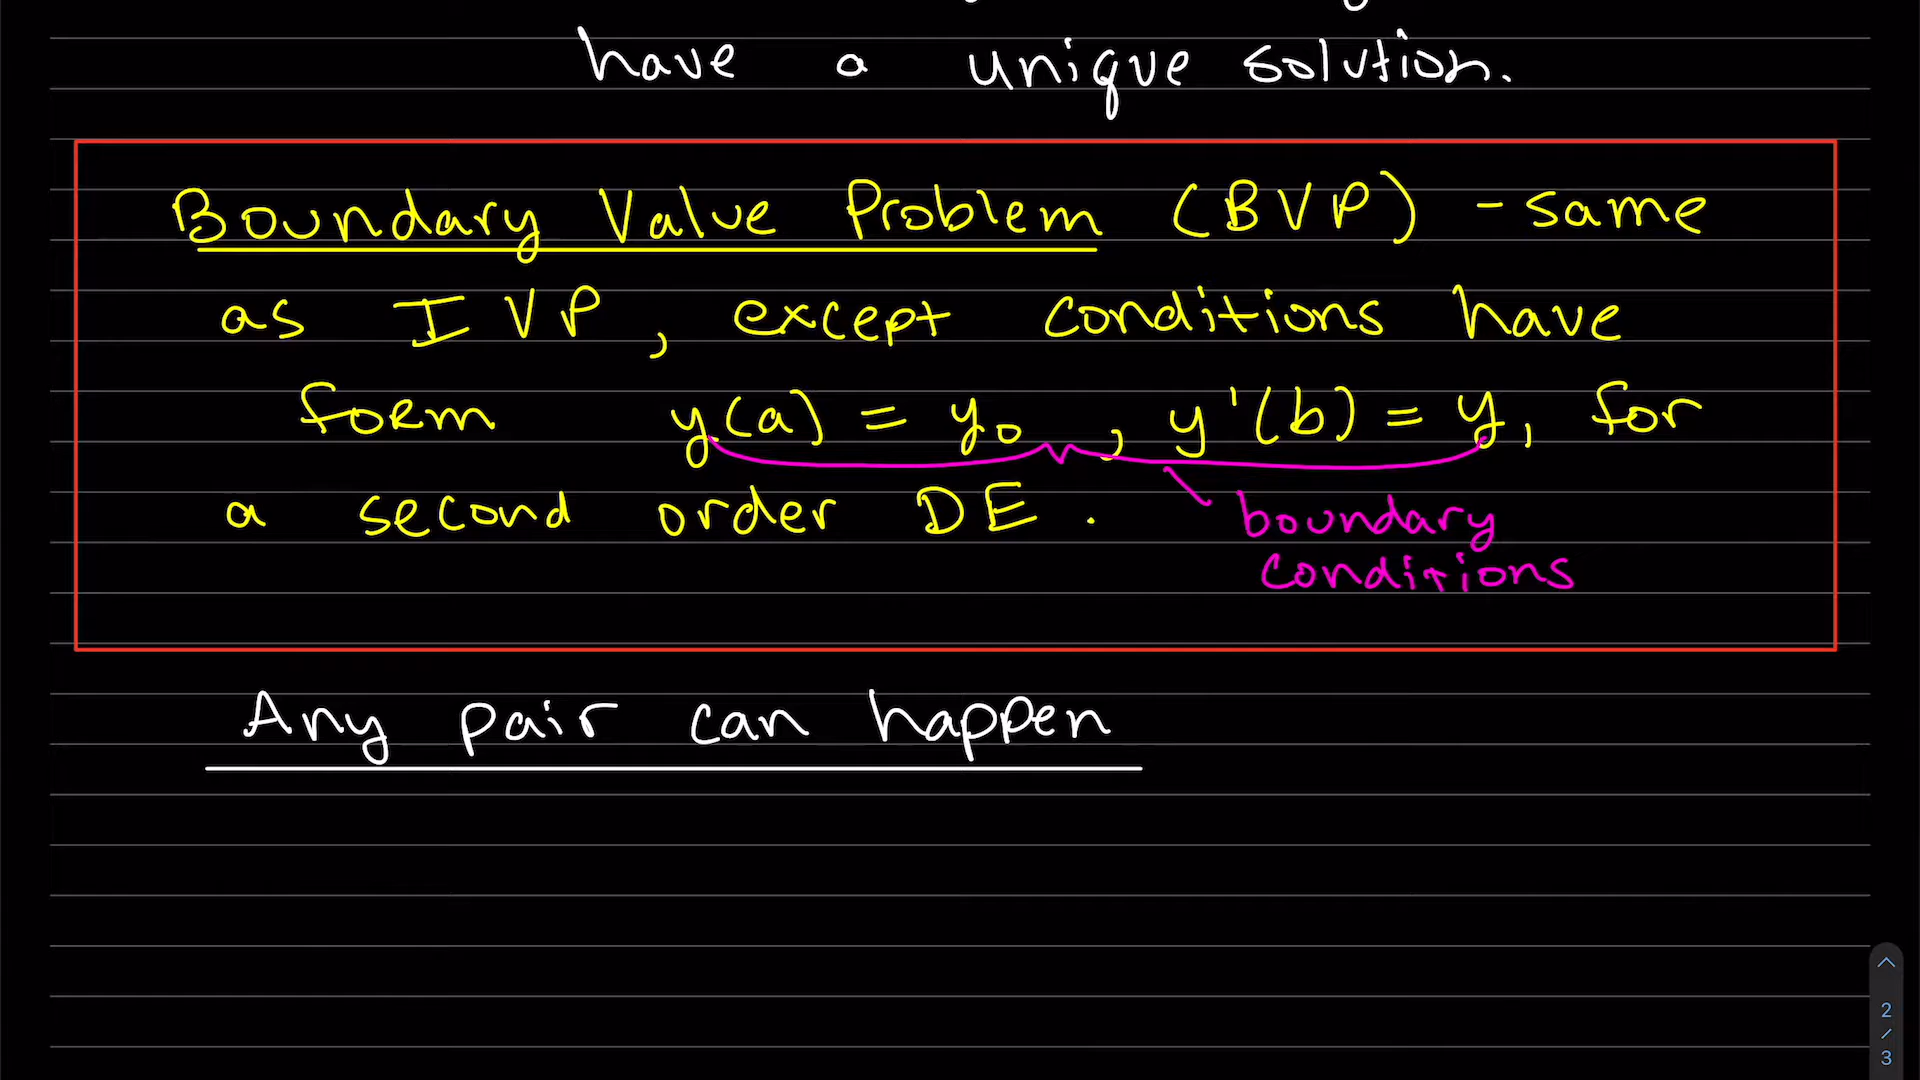 have a unique solution.
Boundary Value Problem (BVP) - same
as IVP, except conditions have
form y(a) = y₀ , y'(b) = y₁ for
a second order DE.
boundary
conditions
Any pair can happen
2
/
3